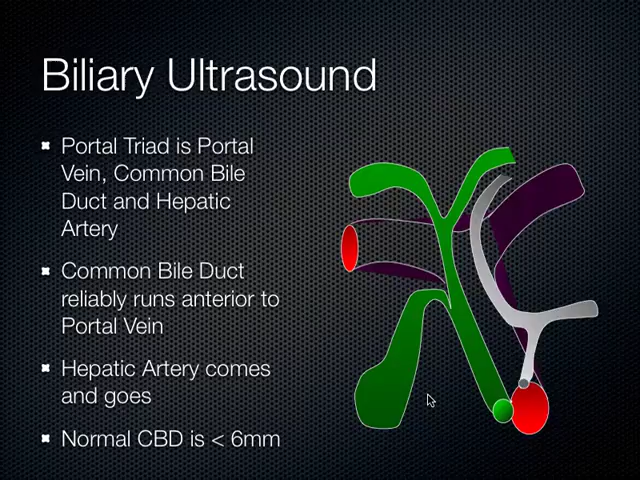 Biliary Ultrasound
Portal Triad is Portal
Vein, Common Bile
Duct and Hepatic
Artery
Common Bile Duct
reliably runs anterior to
Portal Vein
Hepatic Artery comes
and goes
Normal CBD is < 6mm